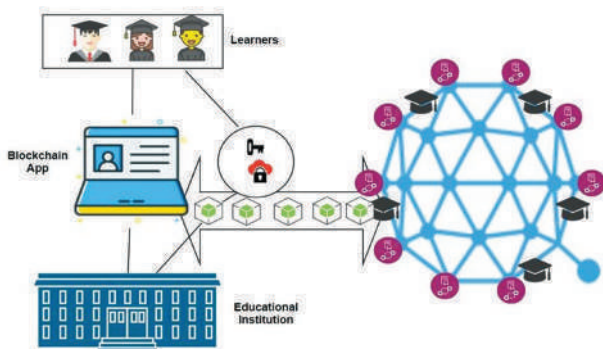 Learners
Blockchain
App
Educational
Institution